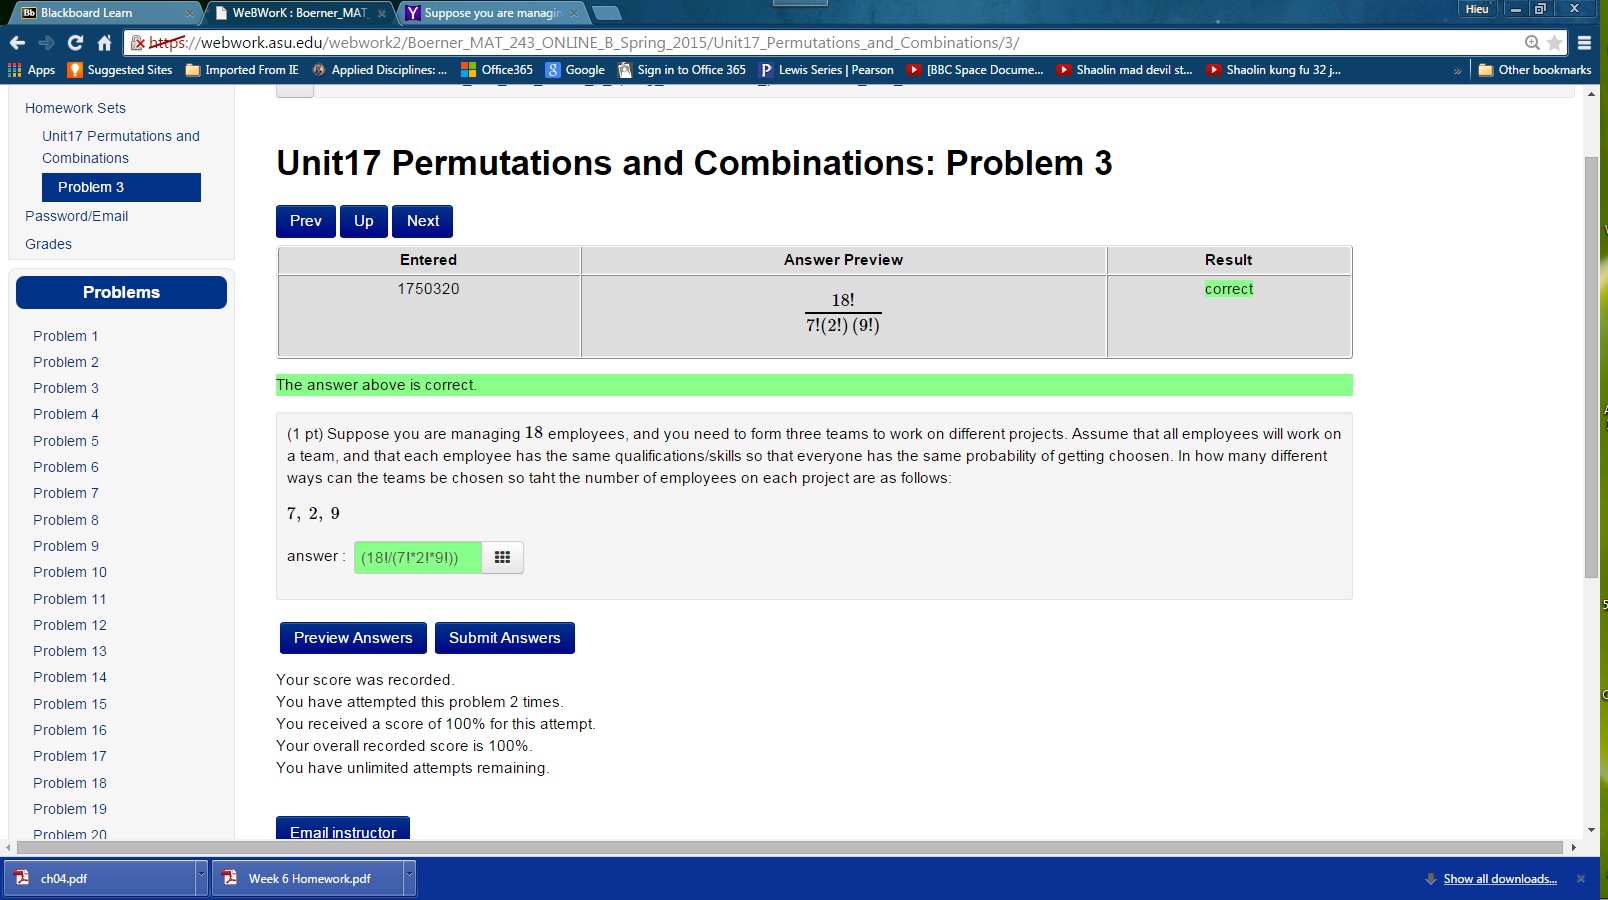 Blackboard Learn
WeBWorK : Boerner_MAT_
Suppose you are managin
Hieu
https://webwork.asu.edu/webwork2/Boerner_MAT_243_ONLINE_B_Spring_2015/Unit17_Permutations_and_Combinations/3/
Apps
Suggested Sites
Imported From IE
Applied Disciplines: ...
Office365
Google
Sign in to Office 365
Lewis Series | Pearson
[BBC Space Docume...
Shaolin mad devil st...
Shaolin kung fu 32 j...
»
Other bookmarks
Homework Sets
Unit17 Permutations and
Combinations
Problem 3
Password/Email
Grades
Problems
Problem 1
Problem 2
Problem 3
Problem 4
Problem 5
Problem 6
Problem 7
Problem 8
Problem 9
Problem 10
Problem 11
Problem 12
Problem 13
Problem 14
Problem 15
Problem 16
Problem 17
Problem 18
Problem 19
Problem 20
Unit17 Permutations and Combinations: Problem 3
Prev Up Next
Entered Answer Preview Result
1750320 18! correct
7!(2!) (9!)
The answer above is correct.
(1 pt) Suppose you are managing 18 employees, and you need to form three teams to work on different projects. Assume that all employees will work on
a team, and that each employee has the same qualifications/skills so that everyone has the same probability of getting choosen. In how many different
ways can the teams be chosen so taht the number of employees on each project are as follows:
7, 2, 9
answer : (18!/(7!*2!*9!))
Preview Answers Submit Answers
Your score was recorded.
You have attempted this problem 2 times.
You received a score of 100% for this attempt.
Your overall recorded score is 100%.
You have unlimited attempts remaining.
Email instructor
ch04.pdf
Week 6 Homework.pdf
Show all downloads...